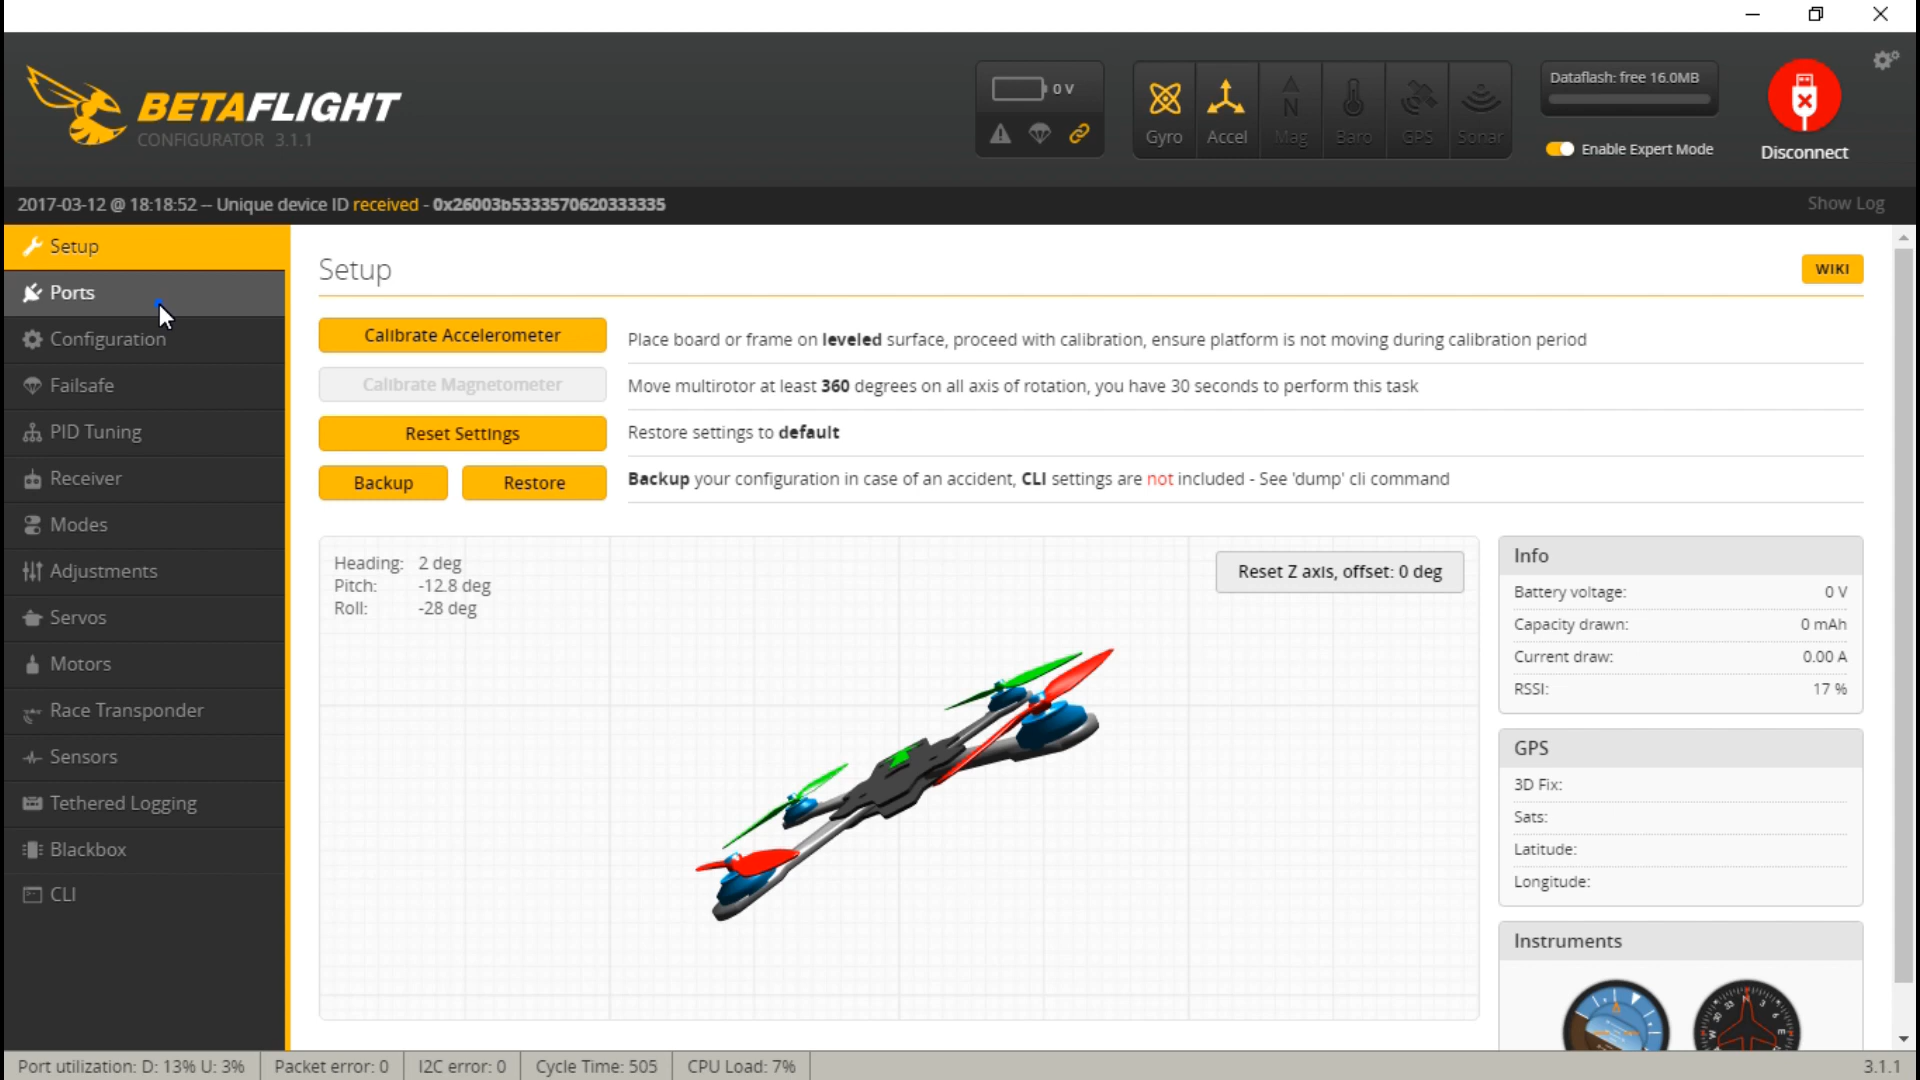 BETAFLIGHT
CONFIGURATOR 3.1.1
0 V
Gyro
Accel
Mag
Baro
GPS
Sonar
Dataflash: free 16.0MB
Enable Expert Mode
Disconnect
2017-03-12 @ 18:18:52 -- Unique device ID received - 0x26003b5333570620333335
Show Log
Setup
Ports
Configuration
Failsafe
PID Tuning
Receiver
Modes
Adjustments
Servos
Motors
Race Transponder
Sensors
Tethered Logging
Blackbox
CLI
Setup
WIKI
Calibrate Accelerometer
Place board or frame on leveled surface, proceed with calibration, ensure platform is not moving during calibration period
Calibrate Magnetometer
Move multirotor at least 360 degrees on all axis of rotation, you have 30 seconds to perform this task
Reset Settings
Restore settings to default
Backup
Restore
Backup your configuration in case of an accident, CLI settings are not included - See 'dump' cli command
Heading: 2 deg
Pitch: -12.8 deg
Roll: -28 deg
Reset Z axis, offset: 0 deg
Info
Battery voltage: 0 V
Capacity drawn: 0 mAh
Current draw: 0.00 A
RSSI: 17 %
GPS
3D Fix:
Sats:
Latitude:
Longitude:
Instruments
Port utilization: D: 13% U: 3%
Packet error: 0
I2C error: 0
Cycle Time: 505
CPU Load: 7%
3.1.1